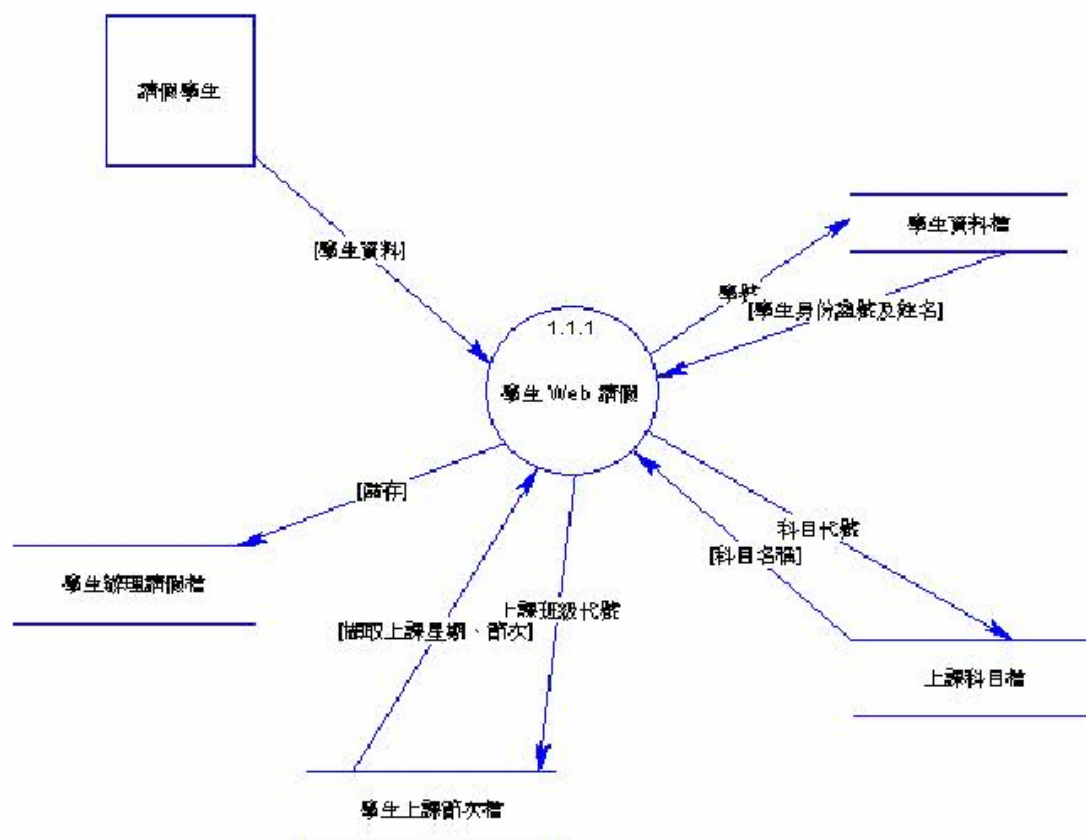 請假學生
[學生資料]
學生資料檔
學號
[學生身份證號及姓名]
1.1.1
學生 Web 請假
[儲存]
科目代號
[科目名稱]
學生辦理請假檔
上課班級代號
[擷取上課星期、節次]
上課科目檔
學生上課節次檔